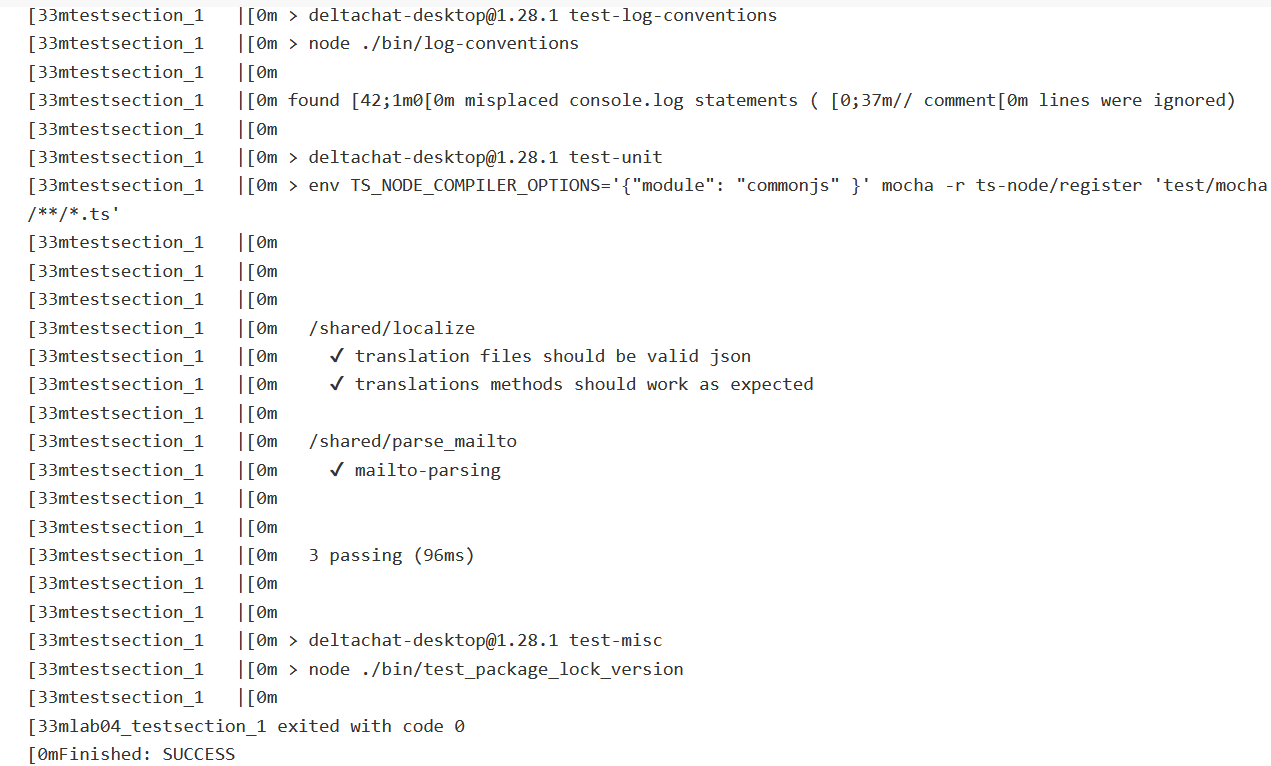 [33mtestsection_1   |[0m > deltachat-desktop@1.28.1 test-log-conventions
[33mtestsection_1   |[0m > node ./bin/log-conventions
[33mtestsection_1   |[0m
[33mtestsection_1   |[0m found [42;1m0[0m misplaced console.log statements ( [0;37m// comment[0m lines were ignored)
[33mtestsection_1   |[0m
[33mtestsection_1   |[0m > deltachat-desktop@1.28.1 test-unit
[33mtestsection_1   |[0m > env TS_NODE_COMPILER_OPTIONS='{"module": "commonjs" }' mocha -r ts-node/register 'test/mocha
/**/*.ts'
[33mtestsection_1   |[0m
[33mtestsection_1   |[0m
[33mtestsection_1   |[0m
[33mtestsection_1   |[0m   /shared/localize
[33mtestsection_1   |[0m     ✓ translation files should be valid json
[33mtestsection_1   |[0m     ✓ translations methods should work as expected
[33mtestsection_1   |[0m
[33mtestsection_1   |[0m   /shared/parse_mailto
[33mtestsection_1   |[0m     ✓ mailto-parsing
[33mtestsection_1   |[0m
[33mtestsection_1   |[0m
[33mtestsection_1   |[0m   3 passing (96ms)
[33mtestsection_1   |[0m
[33mtestsection_1   |[0m
[33mtestsection_1   |[0m > deltachat-desktop@1.28.1 test-misc
[33mtestsection_1   |[0m > node ./bin/test_package_lock_version
[33mtestsection_1   |[0m
[33mlab04_testsection_1 exited with code 0
[0mFinished: SUCCESS